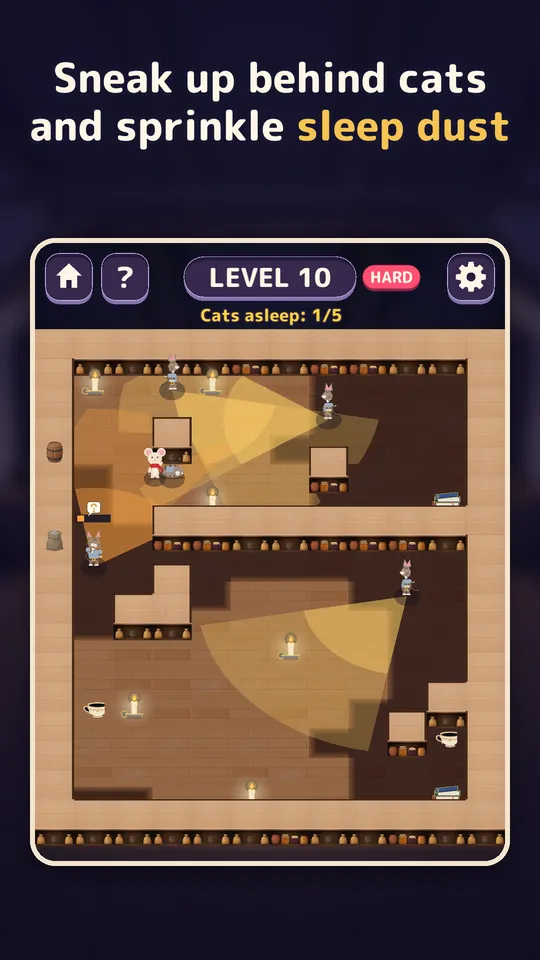 Sneak up behind cats
and sprinkle sleep dust
?
LEVEL 10
HARD
Cats asleep: 1/5
?